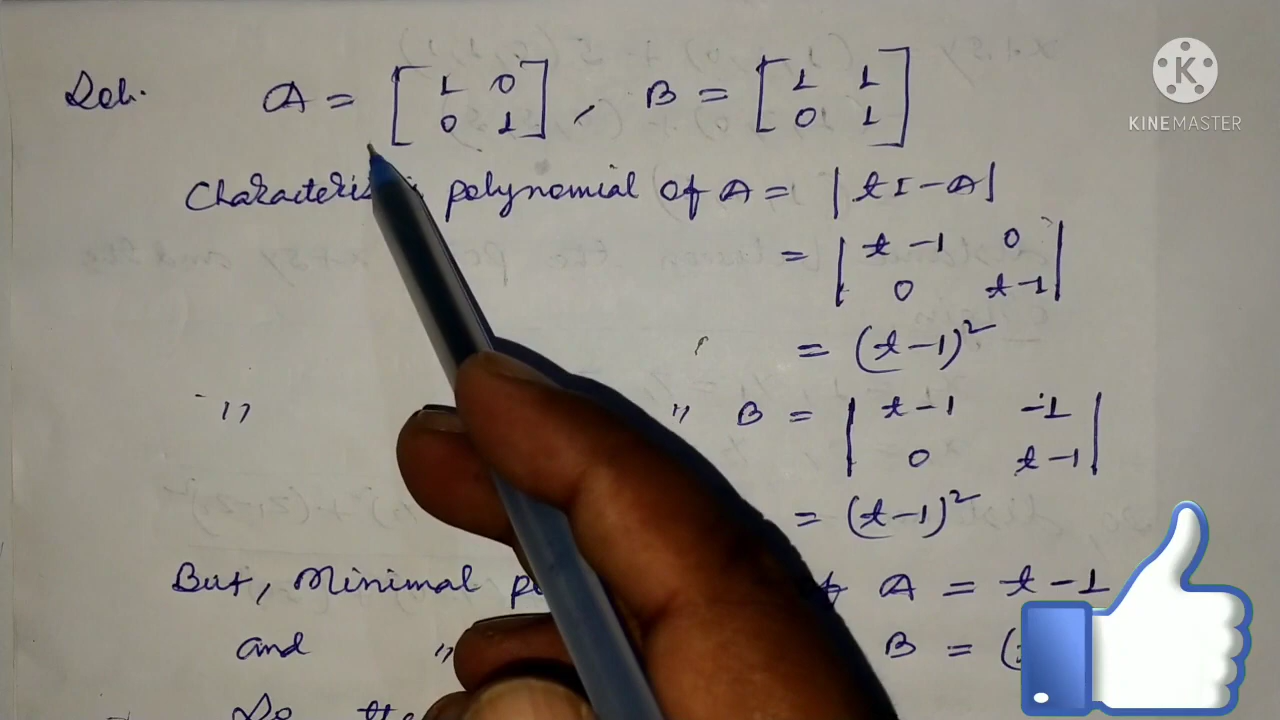 Sol. A = [ 1 0 0 1 ] , B = [ 1 1 0 1 ]
KINEMASTER
polynomial of A = | tI - A |
= | t-1 0 0 t-1 |
= (t-1)²
" " B = | t-1 -1 0 t-1 |
= (t-1)²
But, Minimal A = t-1
and " B = (